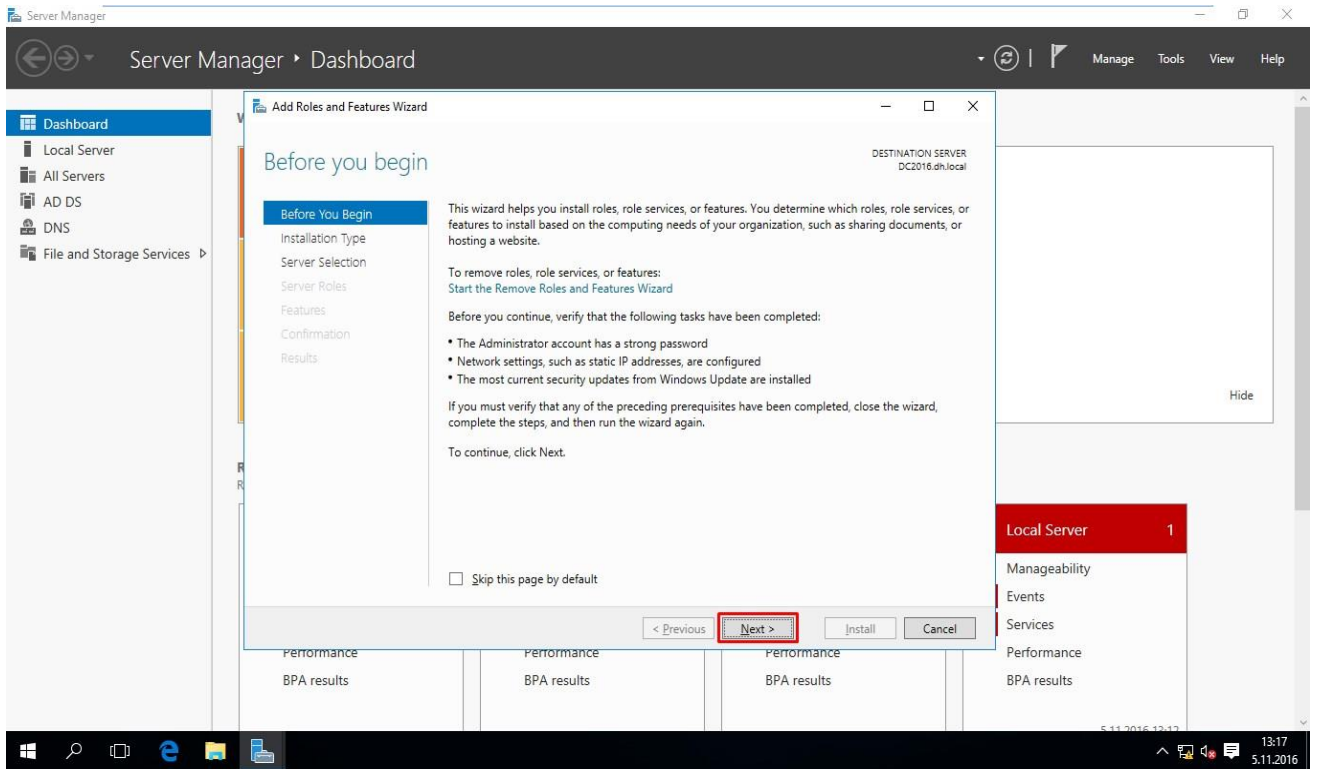 Server Manager
Server Manager ‣ Dashboard
Manage Tools View Help
Dashboard
Local Server
All Servers
AD DS
DNS
File and Storage Services
Add Roles and Features Wizard
Before you begin
DESTINATION SERVER
DC2016.dh.local
Before You Begin
Installation Type
Server Selection
Server Roles
Features
Confirmation
Results
This wizard helps you install roles, role services, or features. You determine which roles, role services, or
features to install based on the computing needs of your organization, such as sharing documents, or
hosting a website.
To remove roles, role services, or features:
Start the Remove Roles and Features Wizard
Before you continue, verify that the following tasks have been completed:
• The Administrator account has a strong password
• Network settings, such as static IP addresses, are configured
• The most current security updates from Windows Update are installed
If you must verify that any of the preceding prerequisites have been completed, close the wizard,
complete the steps, and then run the wizard again.
To continue, click Next.
Skip this page by default
< Previous Next > Install Cancel
Hide
Local Server 1
Manageability
Events
Services
Performance Performance Performance Performance
BPA results BPA results BPA results BPA results
5.11.2016 13:12
13:17
5.11.2016